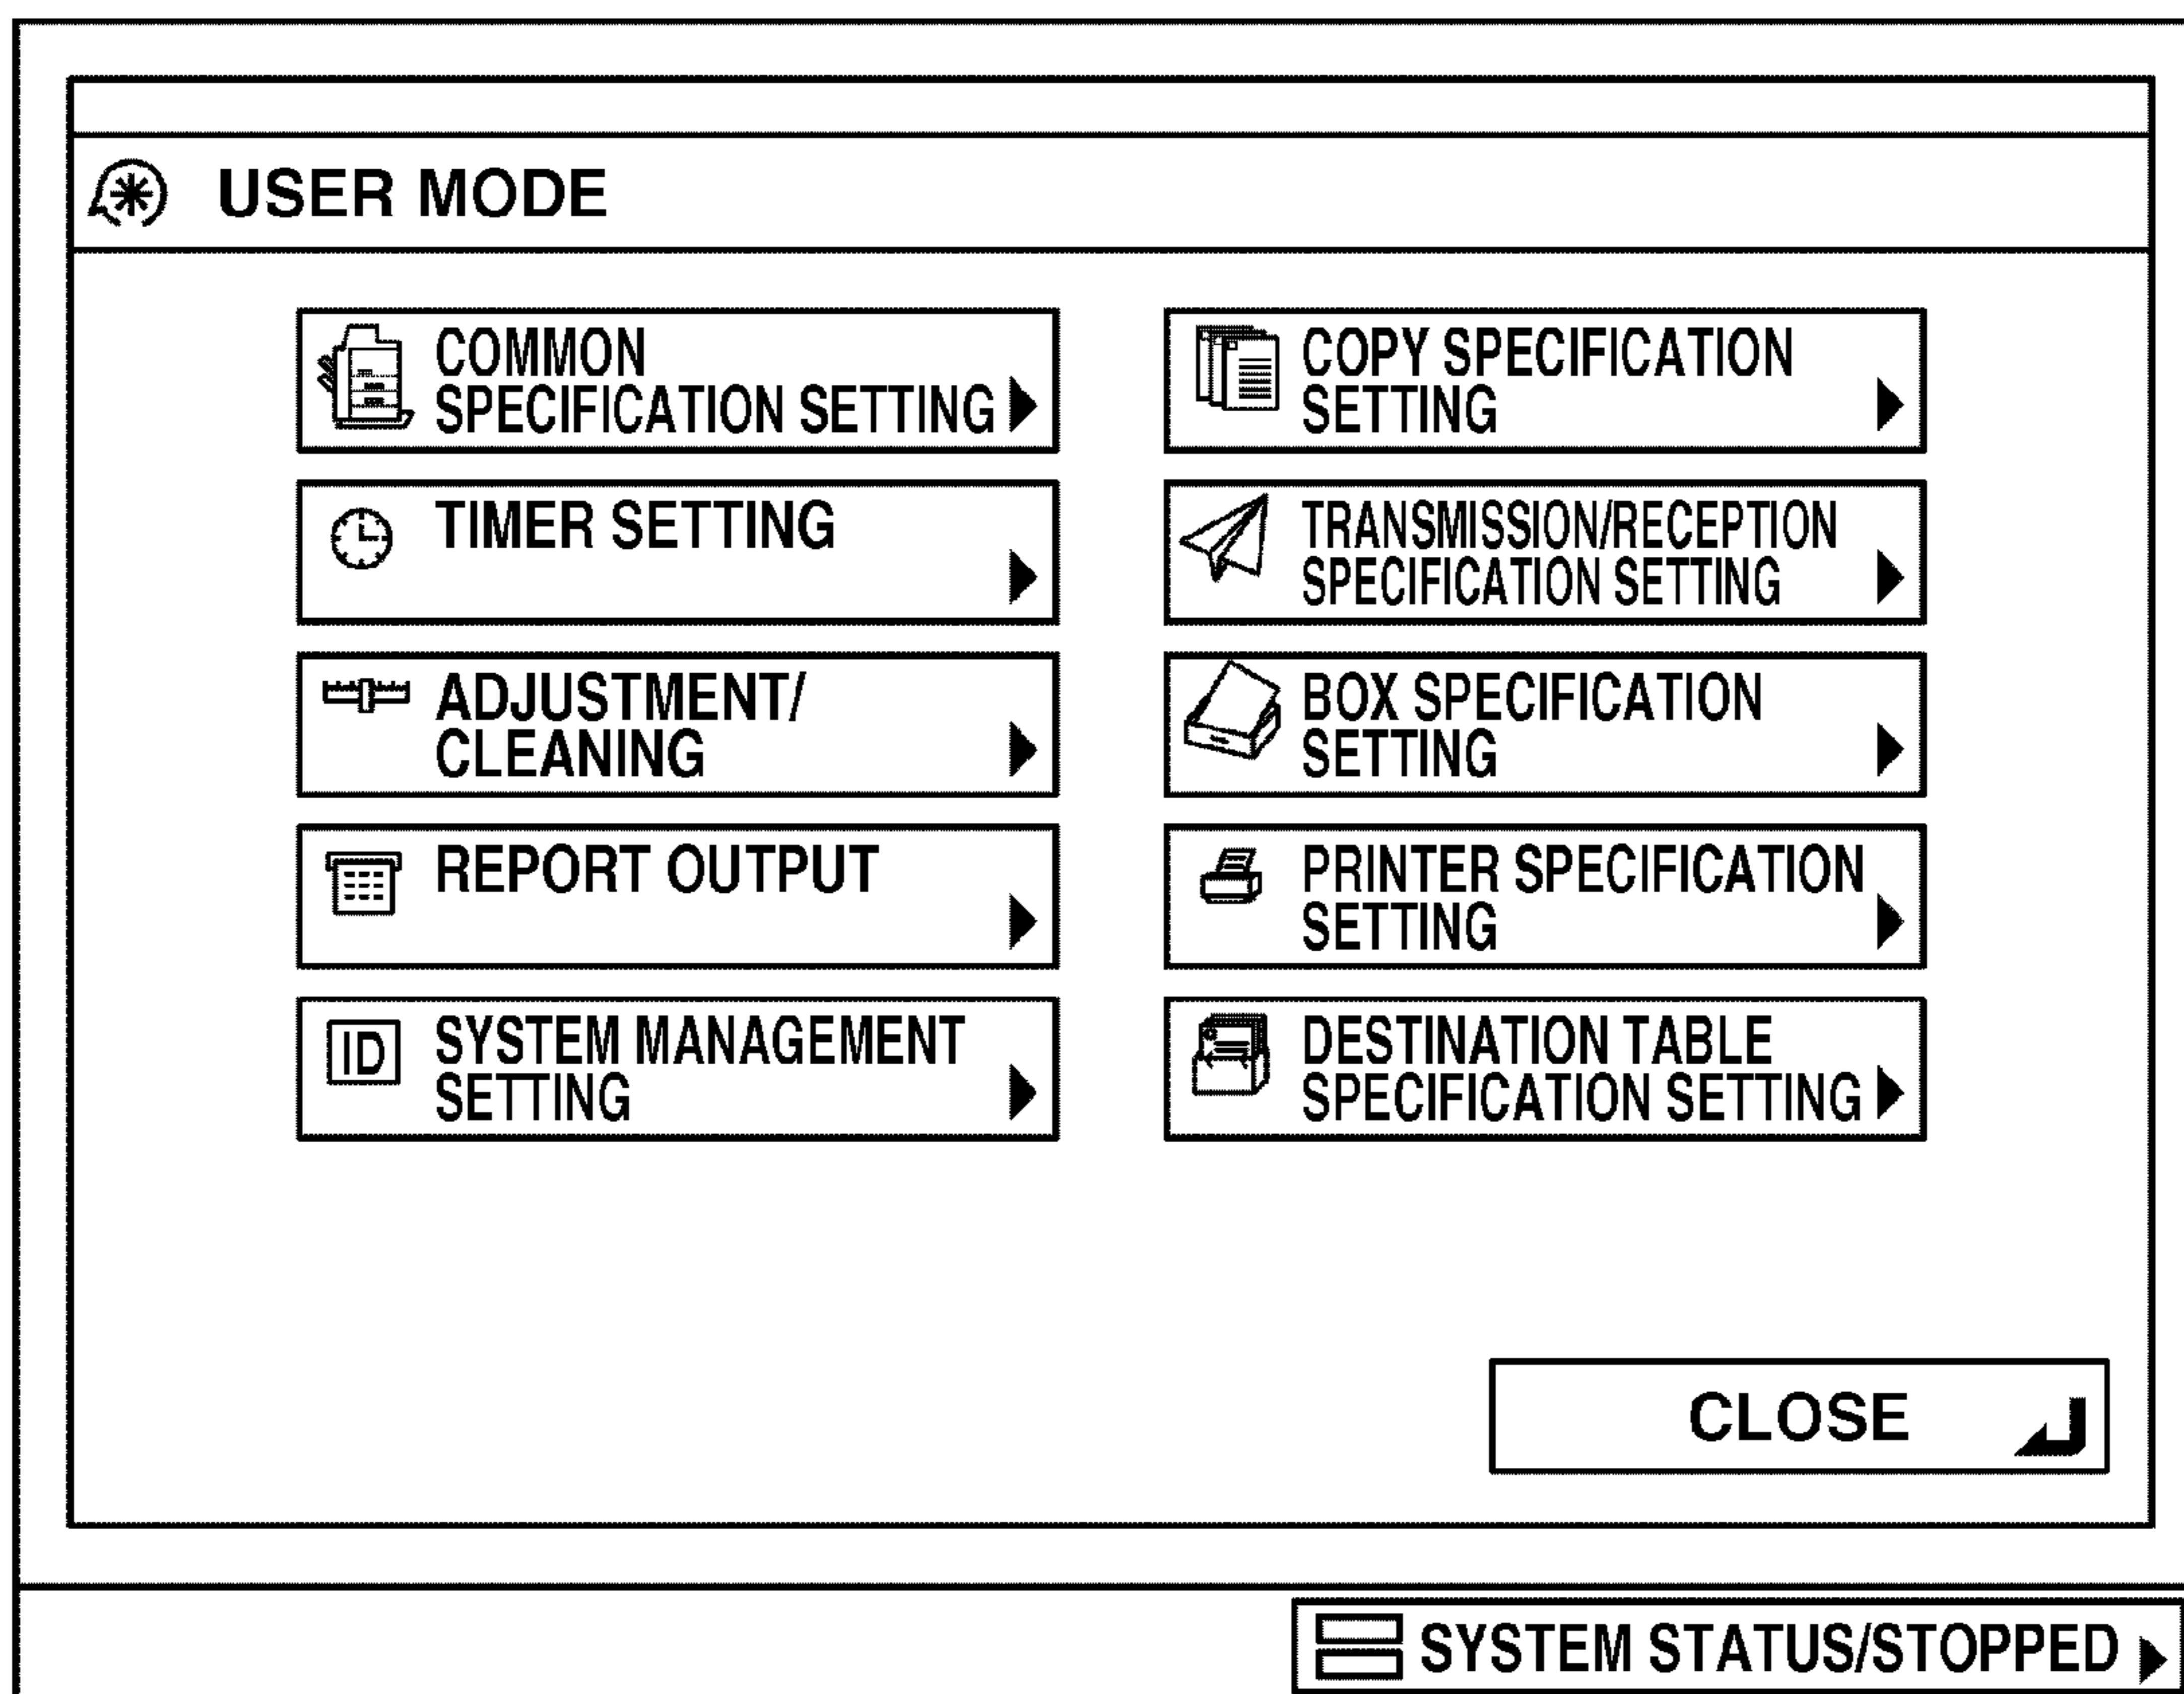 USER MODE
COMMON
SPECIFICATION SETTING
TIMER SETTING
ADJUSTMENT/
CLEANING
REPORT OUTPUT
ID
SYSTEM MANAGEMENT
SETTING
COPY SPECIFICATION
SETTING
TRANSMISSION/RECEPTION
SPECIFICATION SETTING
BOX SPECIFICATION
SETTING
PRINTER SPECIFICATION
SETTING
DESTINATION TABLE
SPECIFICATION SETTING
CLOSE
SYSTEM STATUS/STOPPED